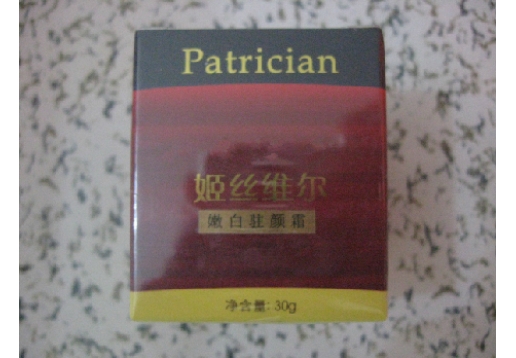 Patrician
姬丝维尔
嫩白驻颜霜
净含量: 30g